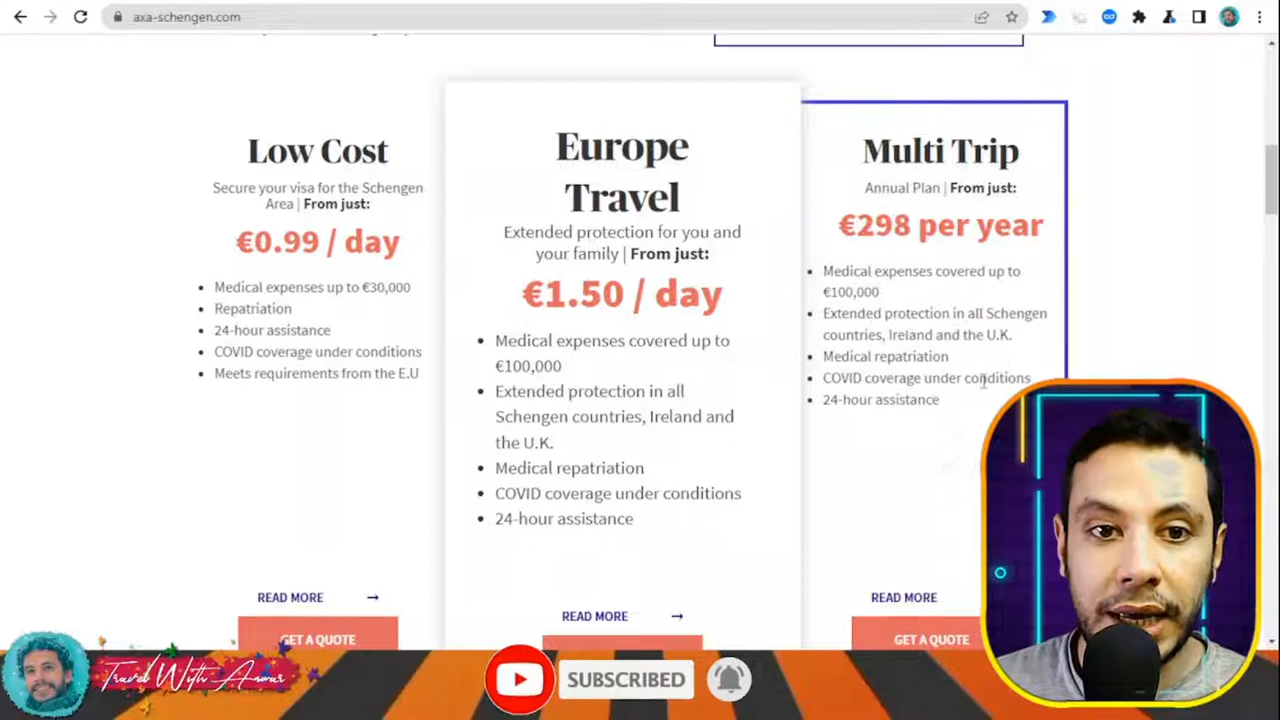 axa-schengen.com
Low Cost
Secure your visa for the Schengen
Area | From just:
€0.99 / day
• Medical expenses up to €30,000
• Repatriation
• 24-hour assistance
• COVID coverage under conditions
• Meets requirements from the E.U
READ MORE →
GET A QUOTE
Europe
Travel
Extended protection for you and
your family | From just:
€1.50 / day
• Medical expenses covered up to
€100,000
• Extended protection in all
Schengen countries, Ireland and
the U.K.
• Medical repatriation
• COVID coverage under conditions
• 24-hour assistance
READ MORE →
Multi Trip
Annual Plan | From just:
€298 per year
• Medical expenses covered up to
€100,000
• Extended protection in all Schengen
countries, Ireland and the U.K.
• Medical repatriation
• COVID coverage under conditions
• 24-hour assistance
READ MORE
GET A QUOTE
Travel With Anwar
SUBSCRIBED